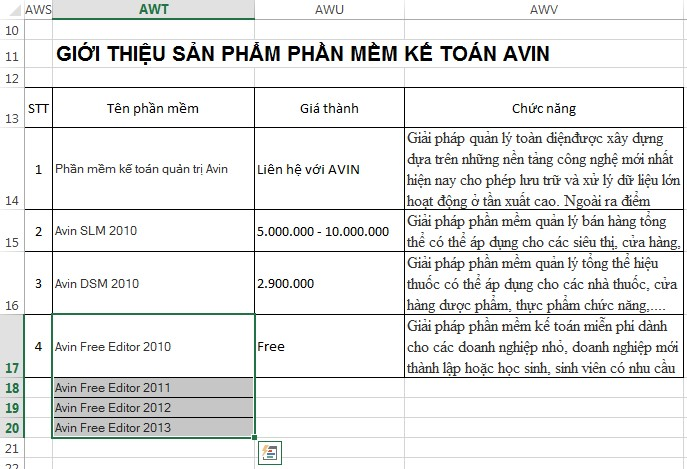 AWS AWT AWU AWV
10
11 GIỚI THIỆU SẢN PHẨM PHẦN MỀM KẾ TOÁN AVIN
12
13 STT Tên phần mềm Giá thành Chức năng
Giải pháp quản lý toàn diệnđược xây dựng
dựa trên những nền tảng công nghệ mới nhất
1 Phần mềm kế toán quản trị Avin Liên hệ với AVIN
hiện nay cho phép lưu trữ và xử lý dữ liệu lớn
14 hoạt động ở tần xuất cao. Ngoài ra điểm
2 Avin SLM 2010 5.000.000 - 10.000.000 Giải pháp phần mềm quản lý bán hàng tổng
15 thể có thể áp dụng cho các siêu thị, cửa hàng,
Giải pháp phần mềm quản lý tổng thể hiệu
3 Avin DSM 2010 2.900.000 thuốc có thể áp dụng cho các nhà thuốc, cửa
16 hàng dược phẩm, thực phẩm chức năng,....
Giải pháp phần mềm kế toán miễn phí dành
4 Avin Free Editor 2010 Free cho các doanh nghiệp nhỏ, doanh nghiệp mới
17 thành lập hoặc học sinh, sinh viên có nhu cầu
18 Avin Free Editor 2011
19 Avin Free Editor 2012
20 Avin Free Editor 2013
21
22